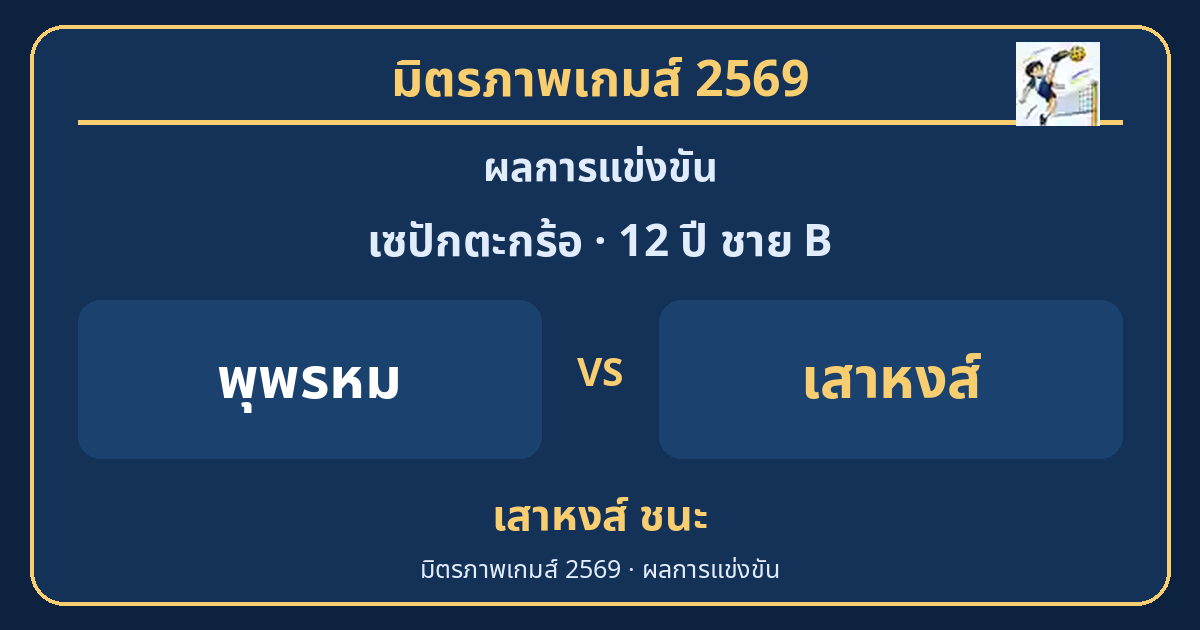 มิตรภาพเกมส์ 2569
ผลการแข่งขัน
เซปักตะกร้อ · 12 ปี ชาย B
พุพรหม
VS
เสาหงส์
เสาหงส์ ชนะ
มิตรภาพเกมส์ 2569 · ผลการแข่งขัน